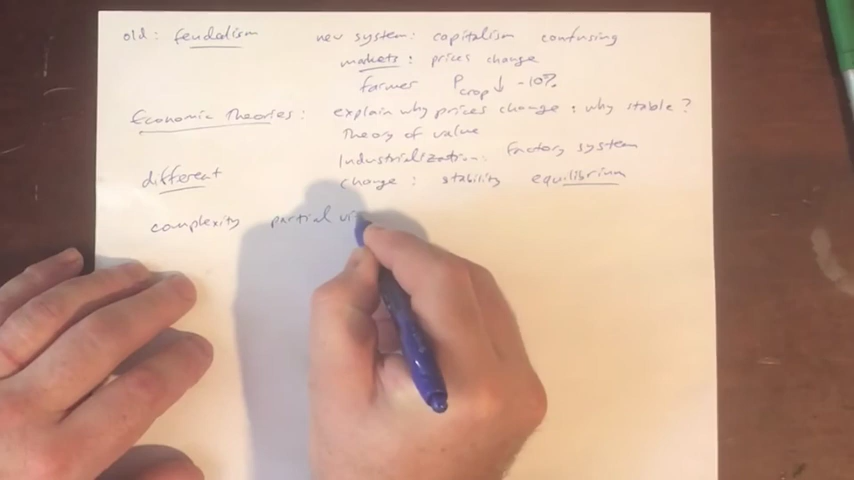 old: feudalism new system: capitalism confusing
markets: prices change
farmer P crop ↓ -10%
Economic Theories: explain why prices change: why stable?
Theory of value
Industrialization: Factory system
different change: stability equilibrium
complexity partial vi